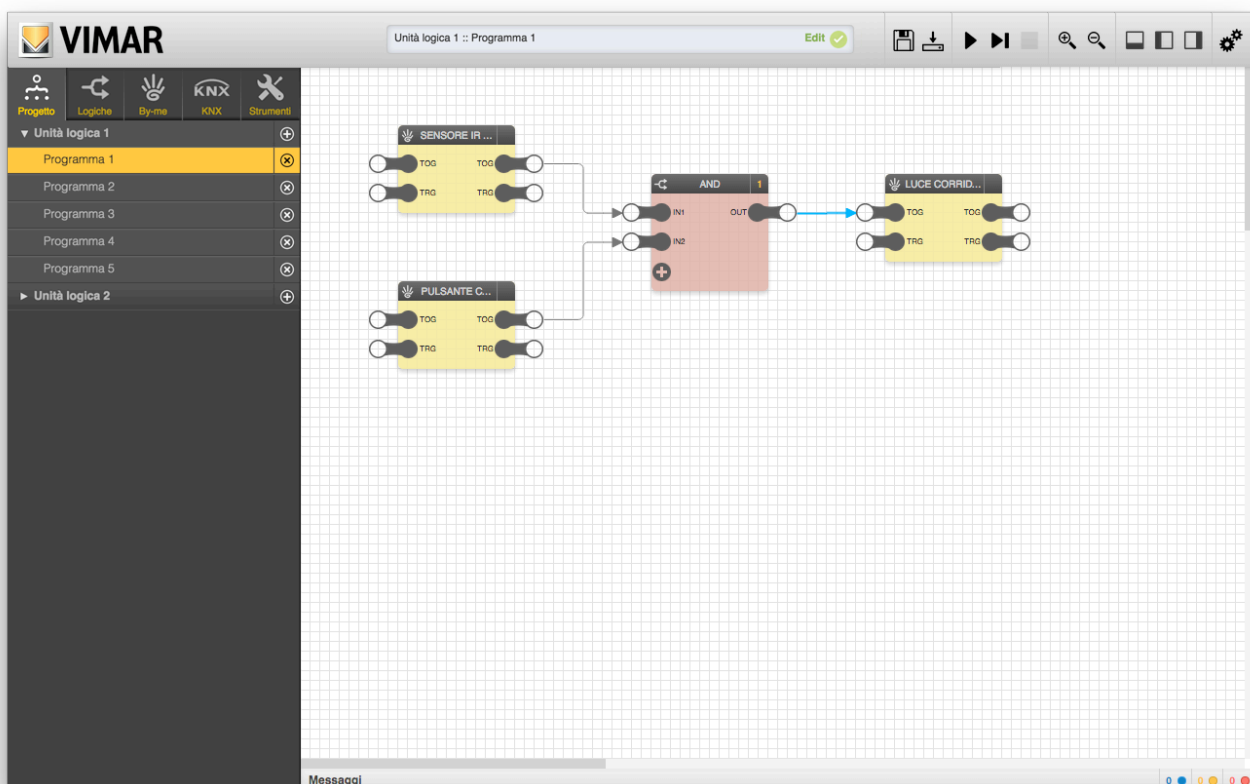 VIMAR
Unità logica 1 :: Programma 1
Edit
Progetto
Logiche
By-me
KNX
KNX
Strumenti
Unità logica 1
Programma 1
Programma 2
Programma 3
Programma 4
Programma 5
Unità logica 2
SENSORE IR ...
TOG TOG
TRG TRG
AND 1
IN1 OUT
IN2
LUCE CORRID...
TOG TOG
TRG TRG
PULSANTE C...
TOG TOG
TRG TRG
Messaggi
0 0 0